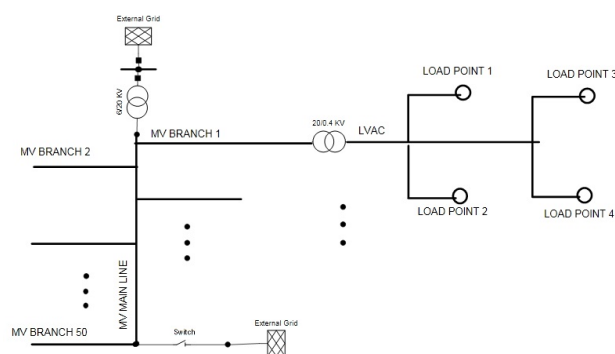 External Grid
6/20 KV
LOAD POINT 1
LOAD POINT 3
20/0.4 KV
LVAC
MV BRANCH 1
MV BRANCH 2
LOAD POINT 2
LOAD POINT 4
MV MAIN LINE
MV BRANCH 50
Switch
External Grid